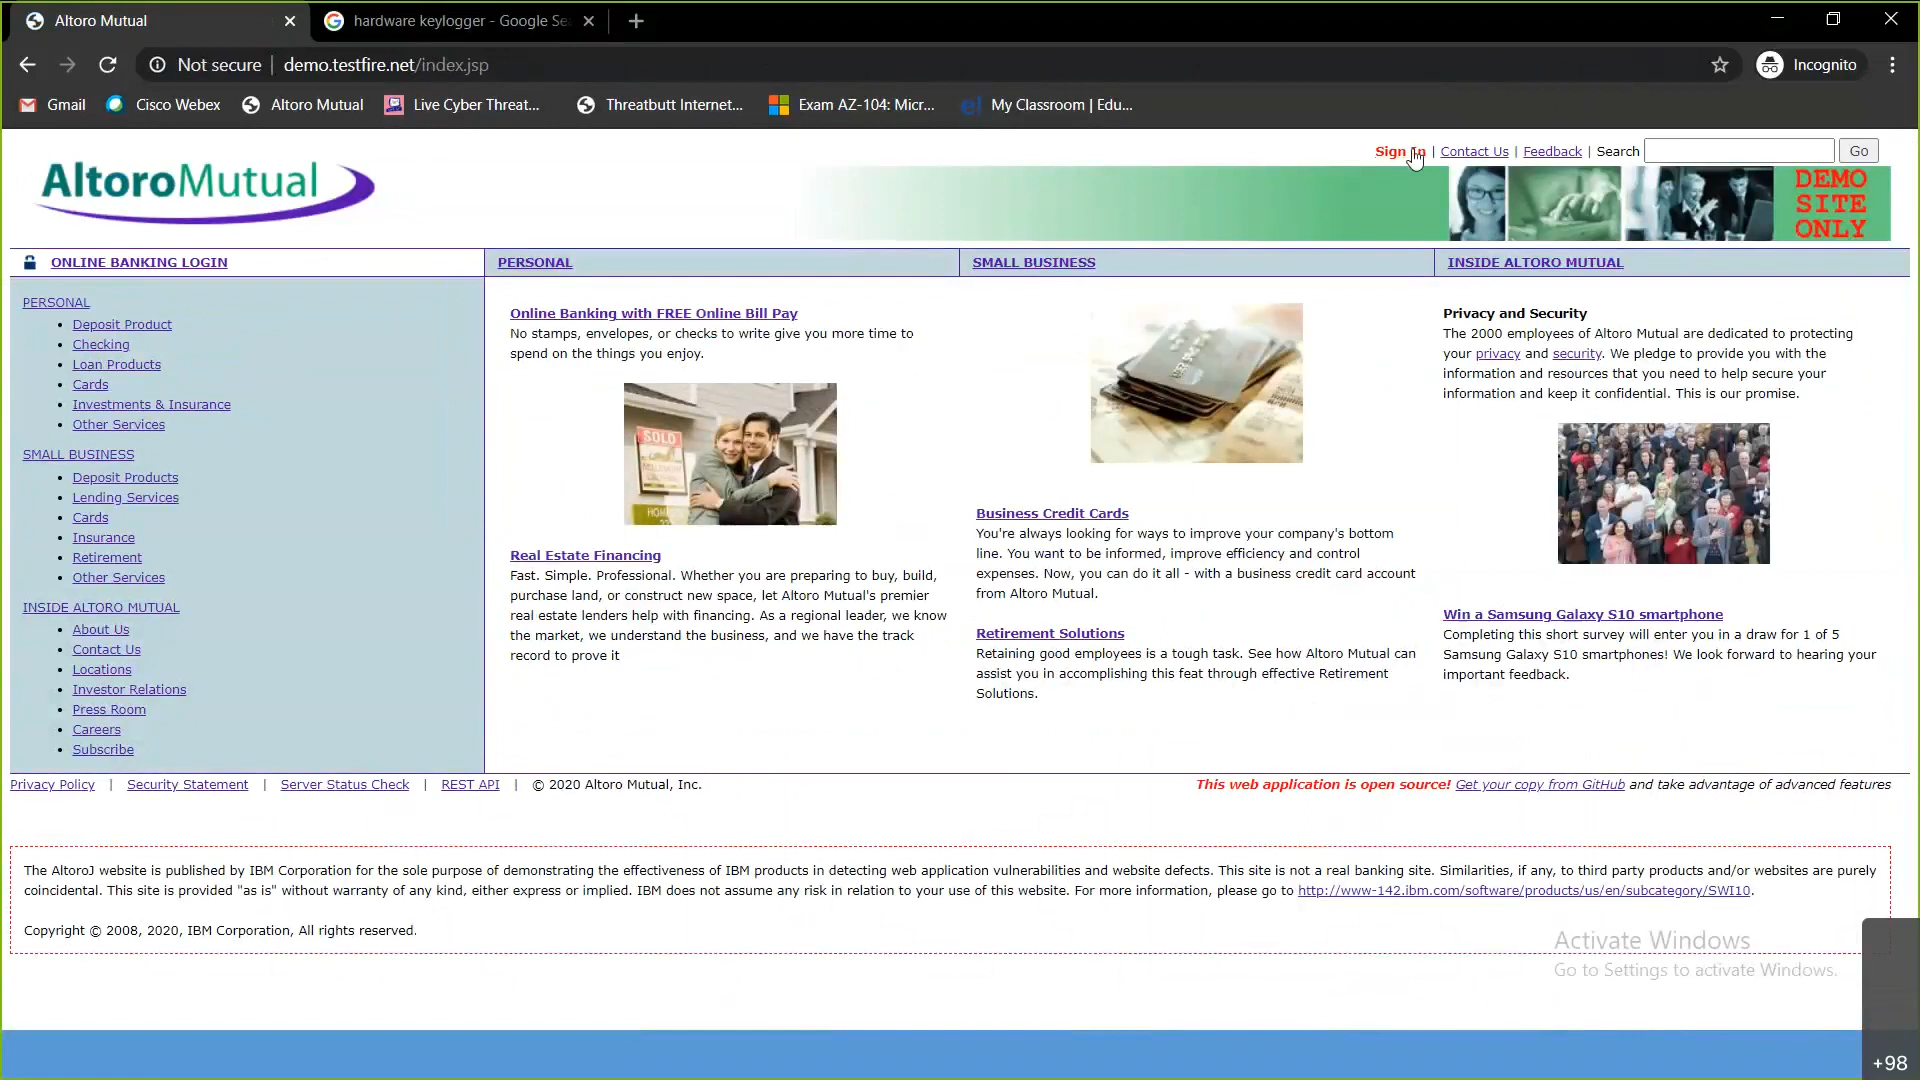 Altoro Mutual
hardware keylogger - Google Se
Not secure
demo.testfire.net/index.jsp
Incognito
Gmail
Cisco Webex
Altoro Mutual
Live Cyber Threat...
Threatbutt Internet...
Exam AZ-104: Micr...
My Classroom | Edu...
Sign In | Contact Us | Feedback | Search
Go
AltoroMutual
DEMO
SITE
ONLY
ONLINE BANKING LOGIN
PERSONAL
SMALL BUSINESS
INSIDE ALTORO MUTUAL
PERSONAL
Deposit Product
Checking
Loan Products
Cards
Investments & Insurance
Other Services
SMALL BUSINESS
Deposit Products
Lending Services
Cards
Insurance
Retirement
Other Services
INSIDE ALTORO MUTUAL
About Us
Contact Us
Locations
Investor Relations
Press Room
Careers
Subscribe
Online Banking with FREE Online Bill Pay
No stamps, envelopes, or checks to write give you more time to
spend on the things you enjoy.
SOLD
Real Estate Financing
Fast. Simple. Professional. Whether you are preparing to buy, build,
purchase land, or construct new space, let Altoro Mutual's premier
real estate lenders help with financing. As a regional leader, we know
the market, we understand the business, and we have the track
record to prove it
Business Credit Cards
You're always looking for ways to improve your company's bottom
line. You want to be informed, improve efficiency and control
expenses. Now, you can do it all - with a business credit card account
from Altoro Mutual.
Retirement Solutions
Retaining good employees is a tough task. See how Altoro Mutual can
assist you in accomplishing this feat through effective Retirement
Solutions.
Privacy and Security
The 2000 employees of Altoro Mutual are dedicated to protecting
your privacy and security. We pledge to provide you with the
information and resources that you need to help secure your
information and keep it confidential. This is our promise.
Win a Samsung Galaxy S10 smartphone
Completing this short survey will enter you in a draw for 1 of 5
Samsung Galaxy S10 smartphones! We look forward to hearing your
important feedback.
Privacy Policy | Security Statement | Server Status Check | REST API | © 2020 Altoro Mutual, Inc.
This web application is open source! Get your copy from GitHub and take advantage of advanced features
The AltoroJ website is published by IBM Corporation for the sole purpose of demonstrating the effectiveness of IBM products in detecting web application vulnerabilities and website defects. This site is not a real banking site. Similarities, if any, to third party products and/or websites are purely
coincidental. This site is provided "as is" without warranty of any kind, either express or implied. IBM does not assume any risk in relation to your use of this website. For more information, please go to http://www-142.ibm.com/software/products/us/en/subcategory/SWI10.
Copyright © 2008, 2020, IBM Corporation, All rights reserved.
Activate Windows
Go to Settings to activate Windows.
+98